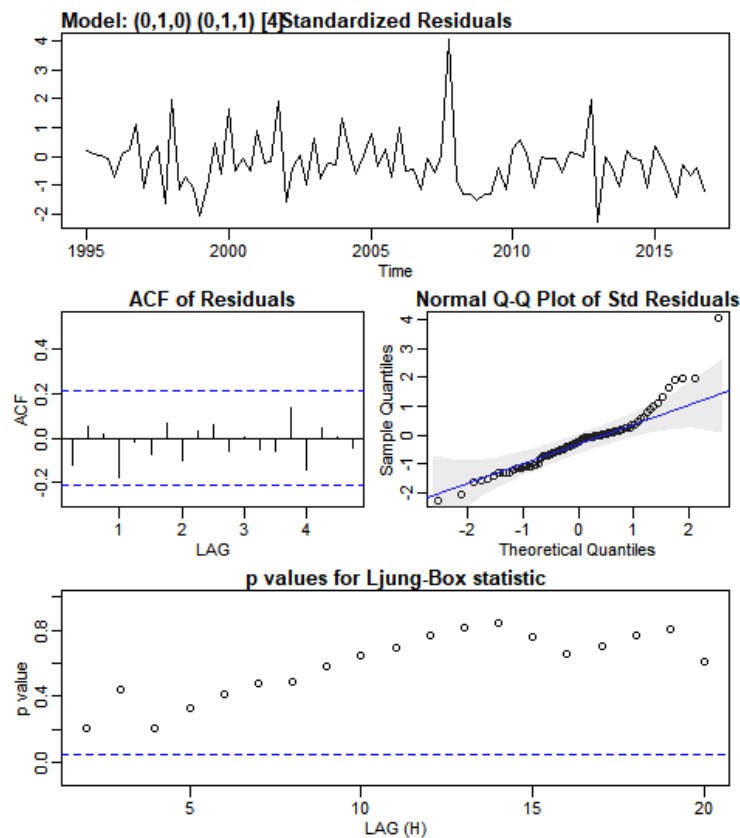 Model: (0,1,0) (0,1,1) [4] Standardized Residuals
4
3
2
1
0
-1
-2
1995 2000 2005 2010 2015
Time
ACF of Residuals
ACF
0.4
0.2
0.0
-0.2
1 2 3 4
LAG
Normal Q-Q Plot of Std Residuals
Sample Quantiles
4
3
2
1
0
-1
-2
-2 -1 0 1 2
Theoretical Quantiles
p values for Ljung-Box statistic
p value
0.8
0.4
0.0
5 10 15 20
LAG (H)